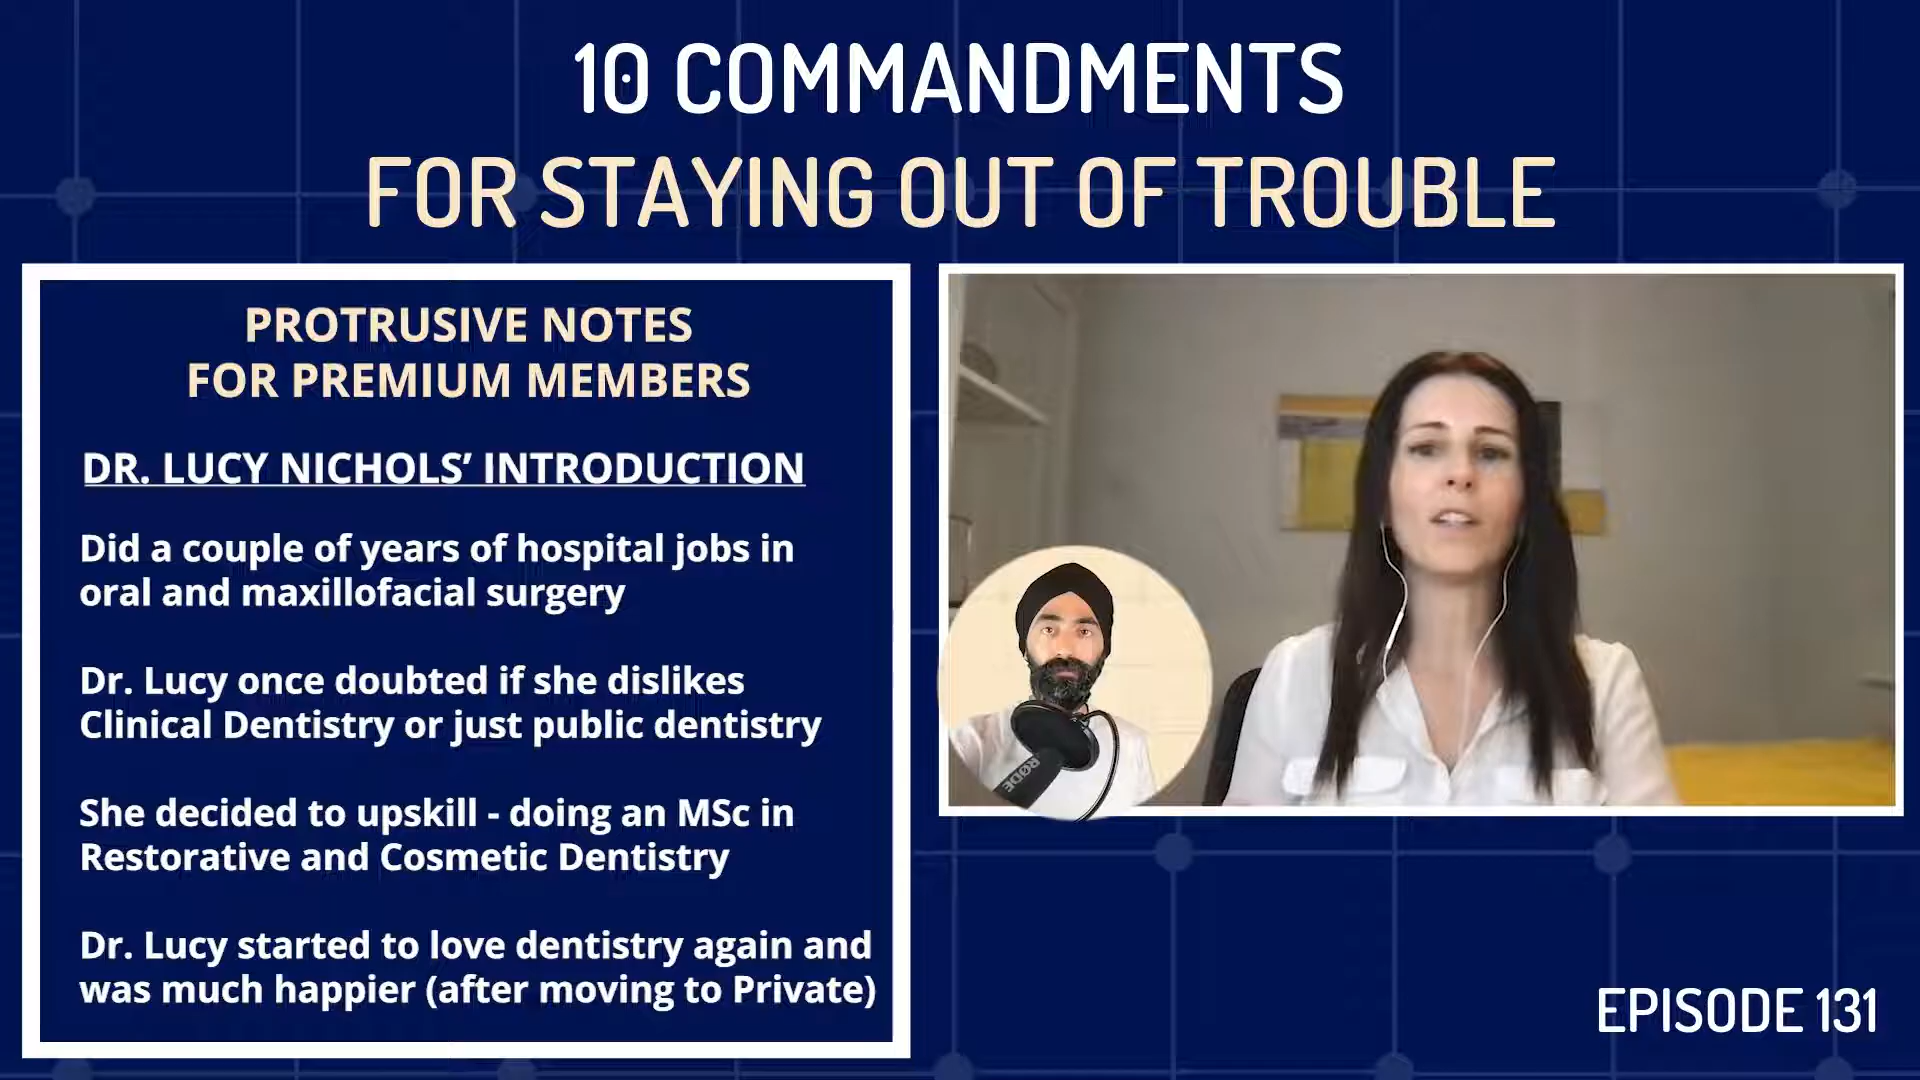 10 COMMANDMENTS
FOR STAYING OUT OF TROUBLE
PROTRUSIVE NOTES
FOR PREMIUM MEMBERS
DR. LUCY NICHOLS’ INTRODUCTION
Did a couple of years of hospital jobs in
oral and maxillofacial surgery
Dr. Lucy once doubted if she dislikes
Clinical Dentistry or just public dentistry
She decided to upskill - doing an MSc in
Restorative and Cosmetic Dentistry
Dr. Lucy started to love dentistry again and
was much happier (after moving to Private)
RØDE
EPISODE 131